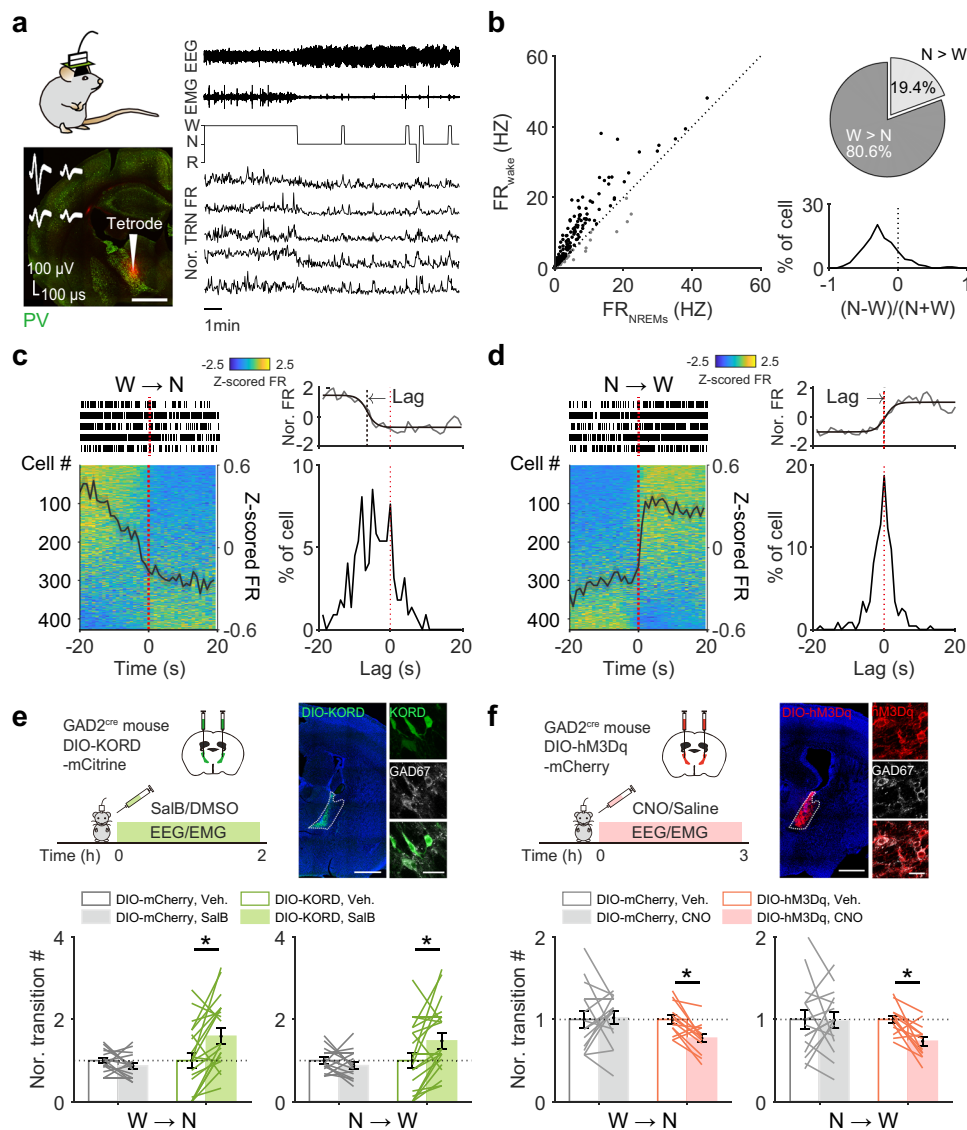 a
EEG
EMG
W
N
R
Nor. TRN FR
Tetrode
100 µV
100 µs
PV
1min
b
60
40
20
0
FRwake (HZ)
0 20 40 60
FRNREMs (HZ)
N > W
19.4%
W > N
80.6%
30
0
% of cell
-1 0 1
(N-W)/(N+W)
c
-2.5 2.5
Z-scored FR
W → N
Cell #
100
200
300
400
0.6
0
-0.6
Z-scored FR
-20 0 20
Time (s)
2
0
-2
Nor. FR
Lag
10
5
0
% of cell
-20 0 20
Lag (s)
d
-2.5 2.5
Z-scored FR
N → W
Cell #
100
200
300
400
0.6
0
-0.6
Z-scored FR
-20 0 20
Time (s)
2
0
-2
Nor. FR
Lag
20
10
0
% of cell
-20 0 20
Lag (s)
e
GAD2cre mouse
DIO-KORD
-mCitrine
SalB/DMSO
EEG/EMG
Time (h) 0 2
DIO-KORD
KORD
GAD67
DIO-mCherry, Veh.
DIO-mCherry, SalB
DIO-KORD, Veh.
DIO-KORD, SalB
Nor. transition #
4
2
1
0
*
W → N
4
2
1
0
*
N → W
f
GAD2cre mouse
DIO-hM3Dq
-mCherry
CNO/Saline
EEG/EMG
Time (h) 0 3
DIO-hM3Dq
hM3Dq
GAD67
DIO-mCherry, Veh.
DIO-mCherry, CNO
DIO-hM3Dq, Veh.
DIO-hM3Dq, CNO
Nor. transition #
2
1
0
*
W → N
2
1
0
*
N → W